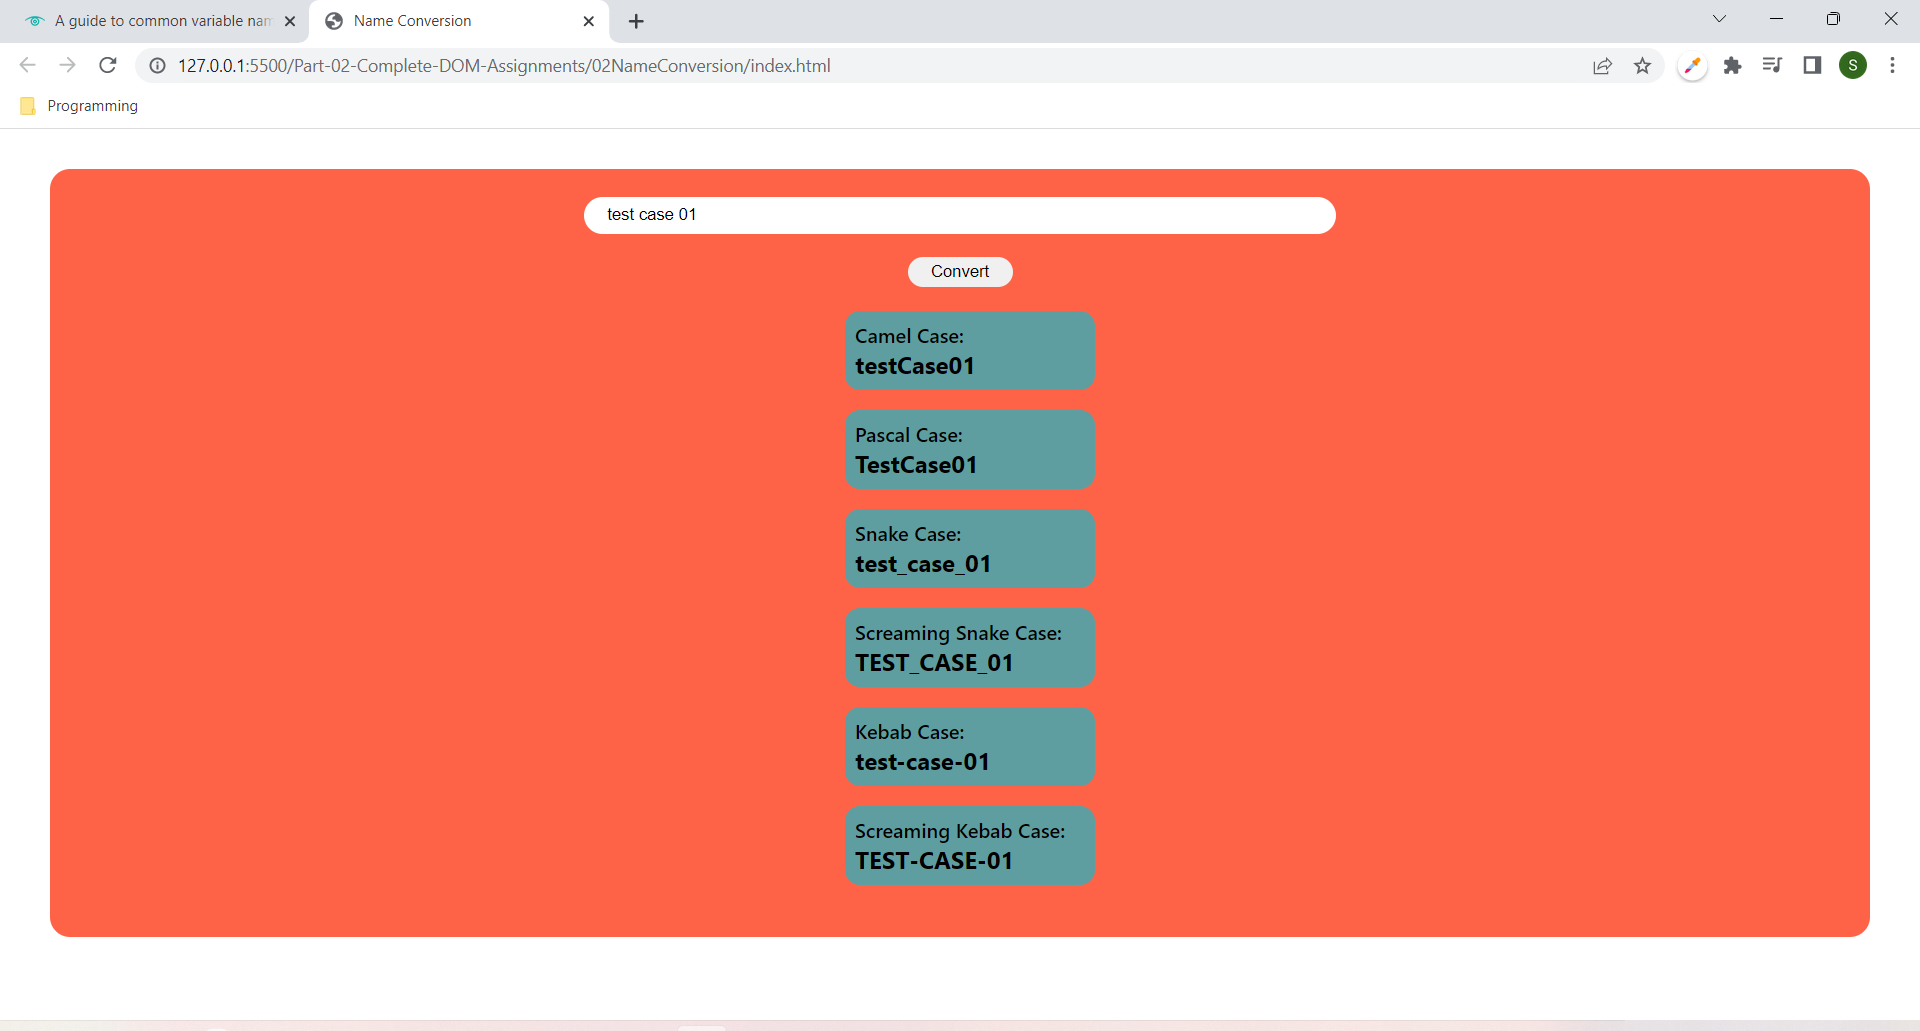 A guide to common variable nam
Name Conversion
127.0.0.1:5500/Part-02-Complete-DOM-Assignments/02NameConversion/index.html
S
Programming
test case 01
Convert
Camel Case:
testCase01
Pascal Case:
TestCase01
Snake Case:
test_case_01
Screaming Snake Case:
TEST_CASE_01
Kebab Case:
test-case-01
Screaming Kebab Case:
TEST-CASE-01